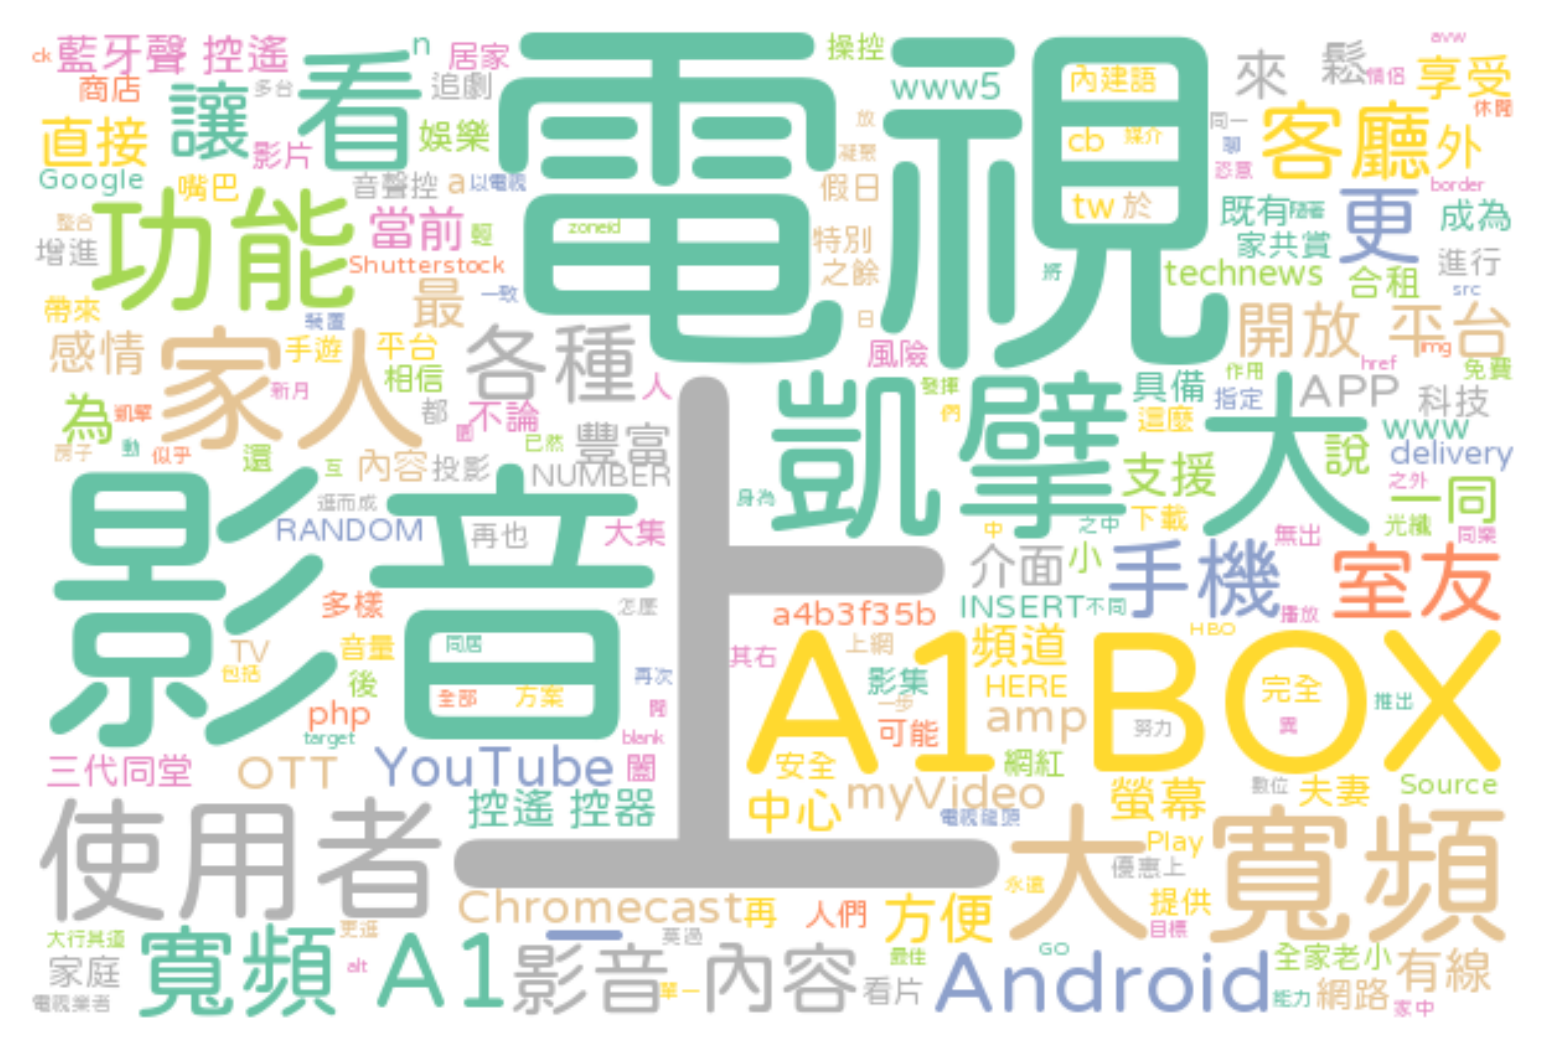 ck 藍牙聲 控遙 看 n 居家 電視 操控 www5 內建語 來 鬆 情侶 avw 享受
商店 讓 多台 追劇 cb 媒介 同一 客廳 外 休閒
直接 影片 娛樂 放 凝聚 聊 恣意
Google 嘴巴 音聲控 a 以電視 假日 tw 於 既有 隨著 更 border 成為
整合 功能 當前 輕 zoneid 特別 家共賞
增進 Shutterstock 之餘 將 technews 合租 進行
帶來 裝置 最 一致 日 開放 平台 src
感情 家人 手遊 平台 各種 風險 作用 href img 免費
新月 相信 人 凱擘 大 發揮 們 具備 指定 APP 科技
為 凱擘 都 不論 團 這麼 www
房子 動 似乎 還 互 內容 投影 已然 豐富 NUMBER 支援 說 delivery
影音 進而成 身為 之外 一同
RANDOM 再也 大集 中 之中 下載 無出 光纖 同樂
介面 小 手機 室友
多樣 怎麼 上 a4b3f35b INSERT 不同 播放
TV 包括 音量 同居 其右 上網 頻道 HBO
後 全部 方案 再次 A1 BOX 影集 HERE 完全 推出
php target 閒 blank 一步 可能 amp 努力 異
三代同堂 OTT YouTube 闔 安全 網紅 數位 夫妻 Source
控遙 控器 中心 myVideo 電視龍頭 螢幕
使用者 Play 優惠上 大 寬頻
Chromecast 再 人們 方便 永遠 提供 目標
大行其道 更進 莫過 最佳 GO 全家老小
家庭 寬頻 A1 alt 影音 內容 單一 看片 Android 能力 網路 有線
電視業者 家中